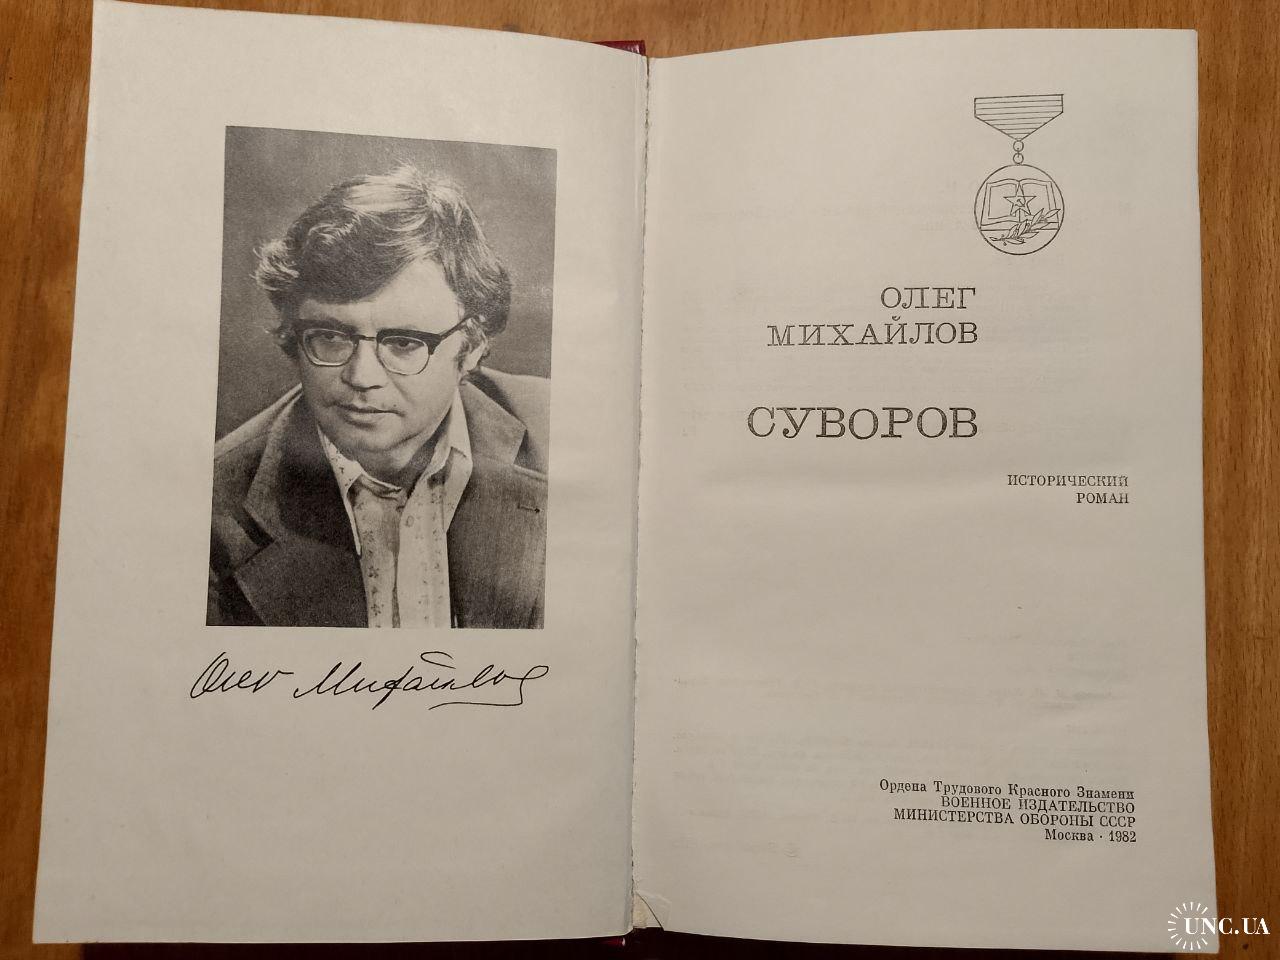 Олег Михайлов
ОЛЕГ
МИХАЙЛОВ
СУВОРОВ
ИСТОРИЧЕСКИЙ
РОМАН
Ордена Трудового Красного Знамени
ВОЕННОЕ ИЗДАТЕЛЬСТВО
МИНИСТЕРСТВА ОБОРОНЫ СССР
Москва · 1982
UNC.UA